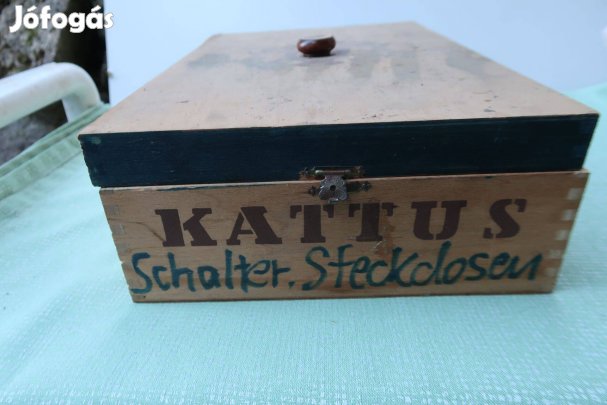 Jófogás
KATTUS
Schalter. Steckdosen